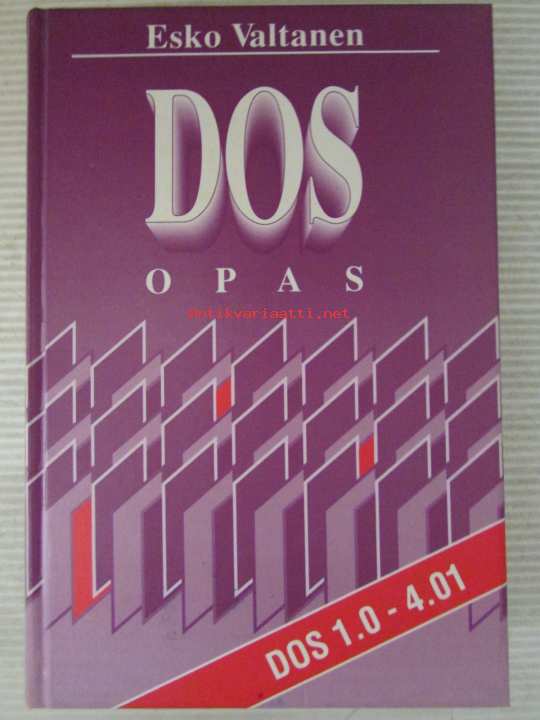 Esko Valtanen
DOS
OPAS
antikvariaatti.net
DOS 1.0 - 4.01